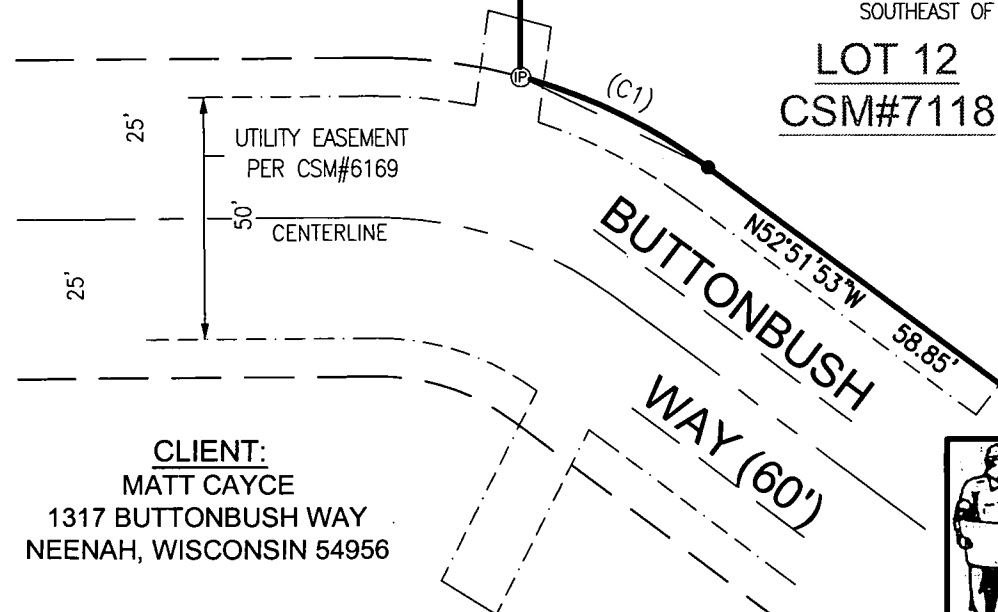 SOUTHEAST OF
LOT 12
CSM#7118
IP
(C1)
25'
UTILITY EASEMENT
PER CSM#6169
50'
CENTERLINE
25'
N52°51'53"W 58.85'
BUTTONBUSH
WAY (60')
CLIENT:
MATT CAYCE
1317 BUTTONBUSH WAY
NEENAH, WISCONSIN 54956